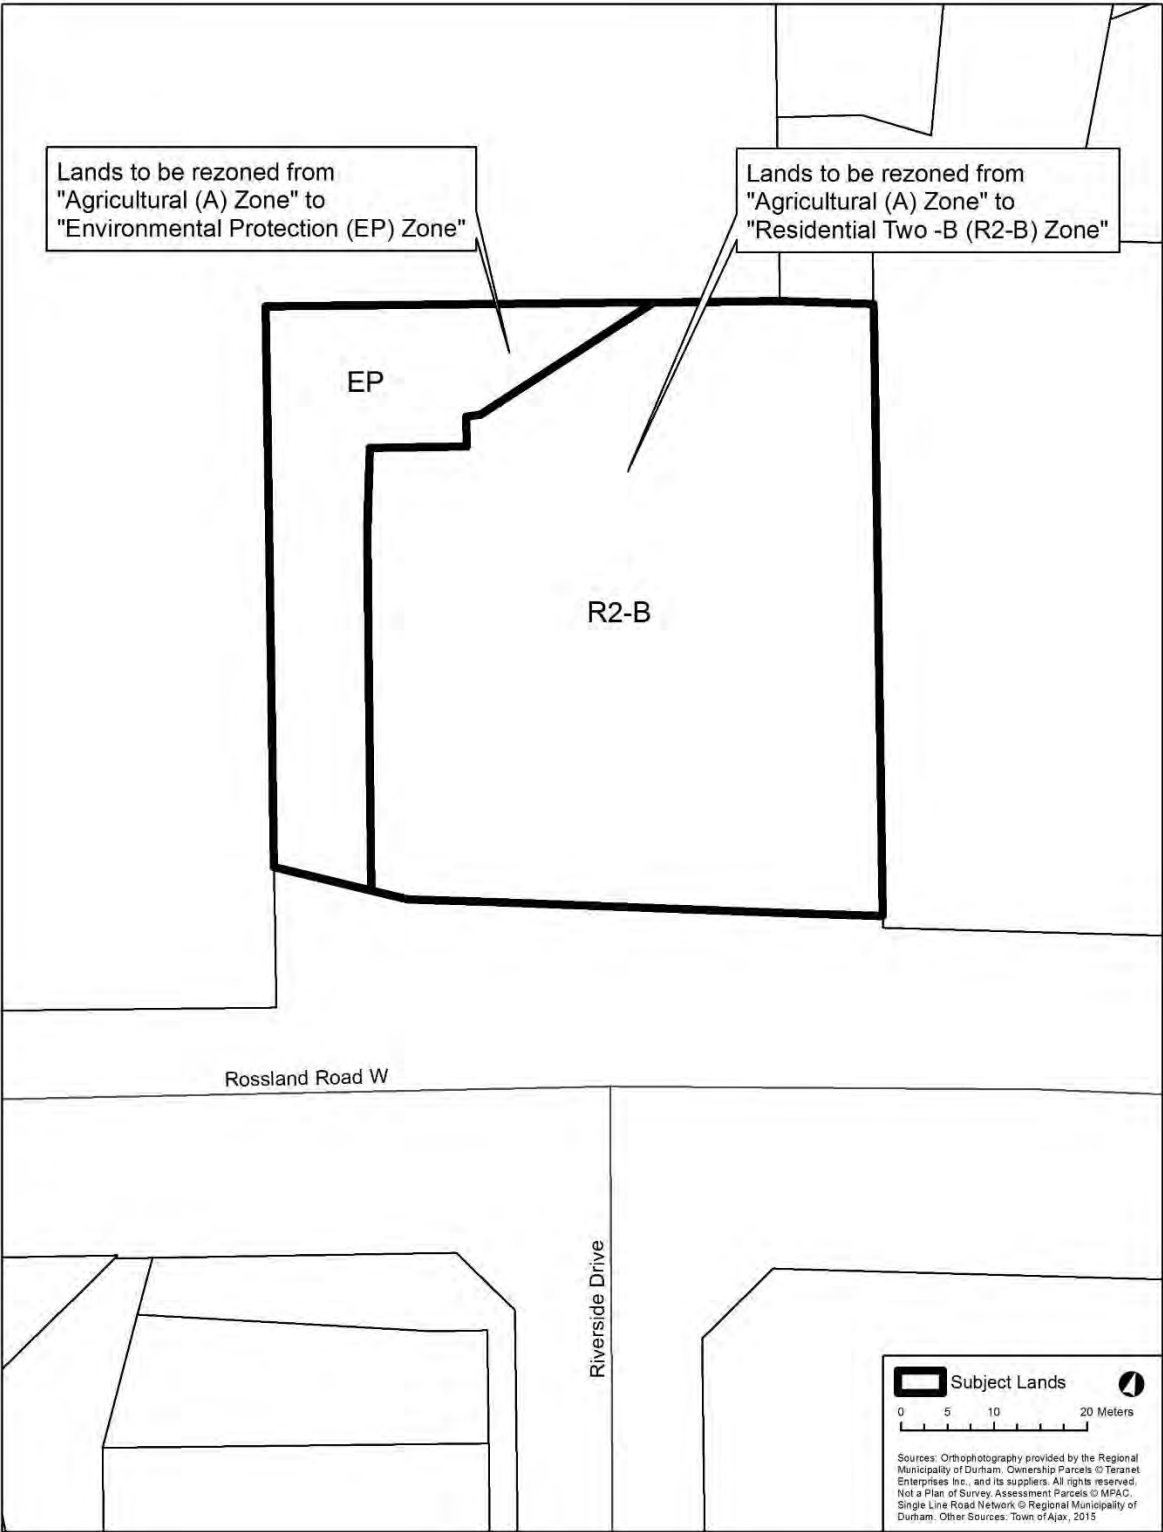 Lands to be rezoned from
"Agricultural (A) Zone" to
"Environmental Protection (EP) Zone"
Lands to be rezoned from
"Agricultural (A) Zone" to
"Residential Two -B (R2-B) Zone"
EP
R2-B
Rossland Road W
Riverside Drive
Subject Lands
0 5 10 20 Meters
Sources: Orthophotography provided by the Regional
Municipality of Durham. Ownership Parcels © Teranet
Enterprises Inc., and its suppliers. All rights reserved.
Not a Plan of Survey. Assessment Parcels © MPAC.
Single Line Road Network © Regional Municipality of
Durham. Other Sources: Town of Ajax, 2015